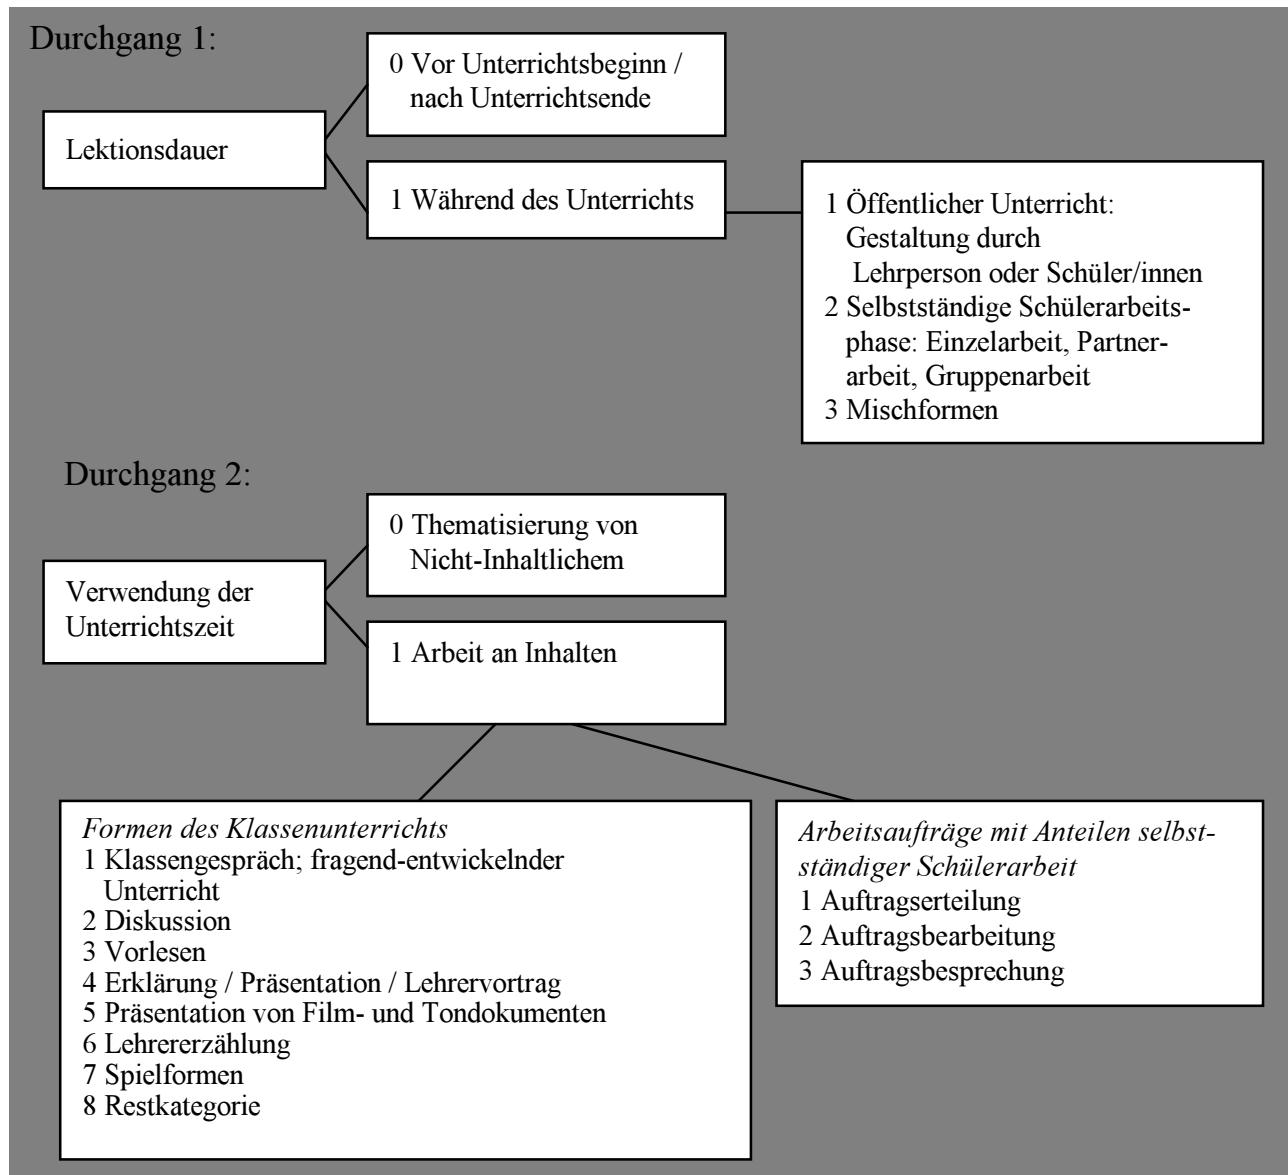 Durchgang 1:
0 Vor Unterrichtsbeginn /
nach Unterrichtsende
Lektionsdauer
1 Während des Unterrichts
1 Öffentlicher Unterricht:
Gestaltung durch
Lehrperson oder Schüler/innen
2 Selbstständige Schülerarbeits-
phase: Einzelarbeit, Partner-
arbeit, Gruppenarbeit
3 Mischformen
Durchgang 2:
0 Thematisierung von
Nicht-Inhaltlichem
Verwendung der
Unterrichtszeit
1 Arbeit an Inhalten
Formen des Klassenunterrichts
1 Klassengespräch; fragend-entwickelnder
Unterricht
2 Diskussion
3 Vorlesen
4 Erklärung / Präsentation / Lehrervortrag
5 Präsentation von Film- und Tondokumenten
6 Lehrererzählung
7 Spielformen
8 Restkategorie
Arbeitsaufträge mit Anteilen selbst-
ständiger Schülerarbeit
1 Auftragserteilung
2 Auftragsbearbeitung
3 Auftragsbesprechung